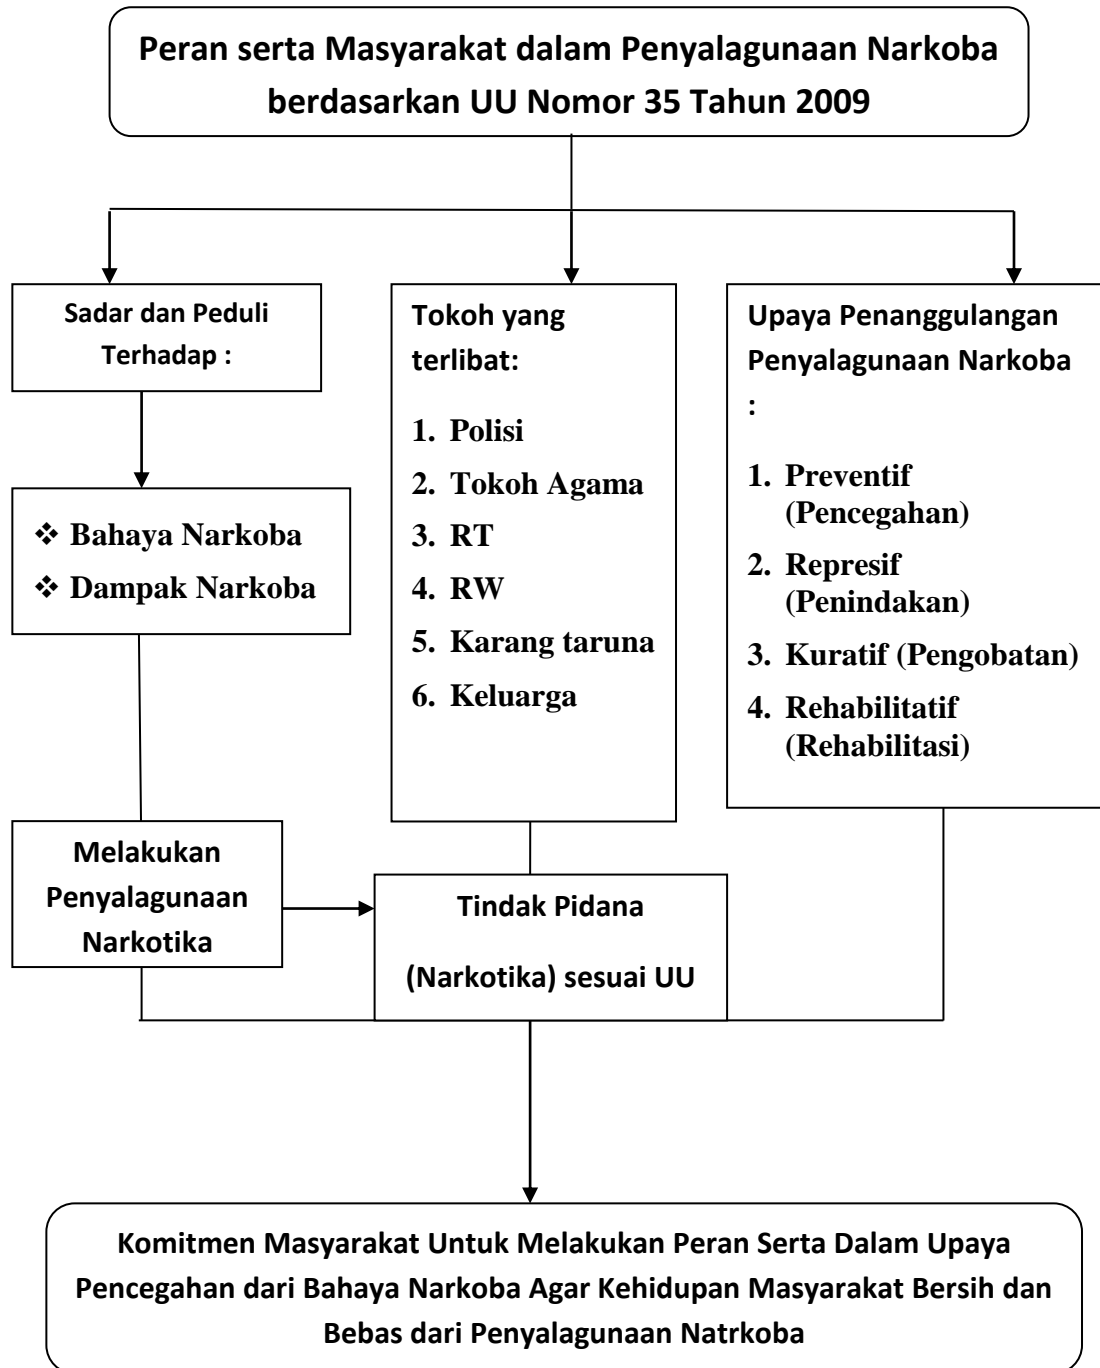 Peran serta Masyarakat dalam Penyalagunaan Narkoba
berdasarkan UU Nomor 35 Tahun 2009
Sadar dan Peduli
Terhadap :
❖ Bahaya Narkoba
❖ Dampak Narkoba
Tokoh yang
terlibat:
1. Polisi
2. Tokoh Agama
3. RT
4. RW
5. Karang taruna
6. Keluarga
Upaya Penanggulangan
Penyalagunaan Narkoba
:
1. Preventif
(Pencegahan)
2. Represif
(Penindakan)
3. Kuratif (Pengobatan)
4. Rehabilitatif
(Rehabilitasi)
Melakukan
Penyalagunaan
Narkotika
Tindak Pidana
(Narkotika) sesuai UU
Komitmen Masyarakat Untuk Melakukan Peran Serta Dalam Upaya
Pencegahan dari Bahaya Narkoba Agar Kehidupan Masyarakat Bersih dan
Bebas dari Penyalagunaan Natrkoba